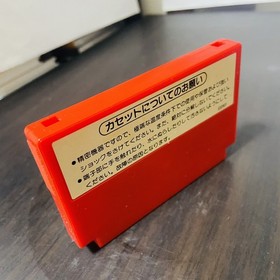 カセットについてのお願い
●精密機器ですので、極端な温度条件下での使用や保管および強い
ショックをさけてください。また、絶対に分解しないでください。
●端子部に手を触れたり、水にぬらしたりして汚さないようにして
ください。故障の原因となります。